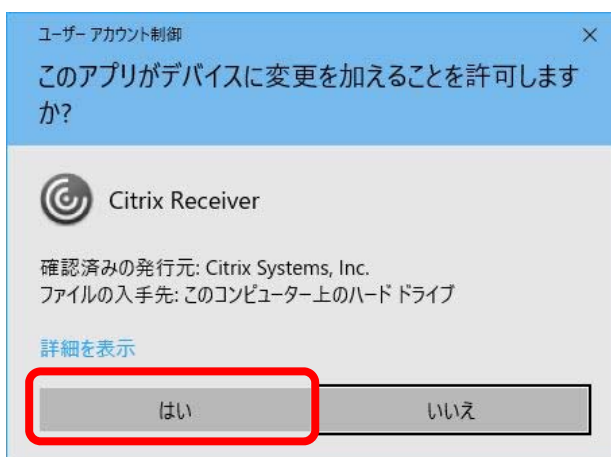 ユーザー アカウント制御
このアプリがデバイスに変更を加えることを許可します
か?
Citrix Receiver
確認済みの発行元: Citrix Systems, Inc.
ファイルの入手先: このコンピューター上のハード ドライブ
詳細を表示
はい
いいえ